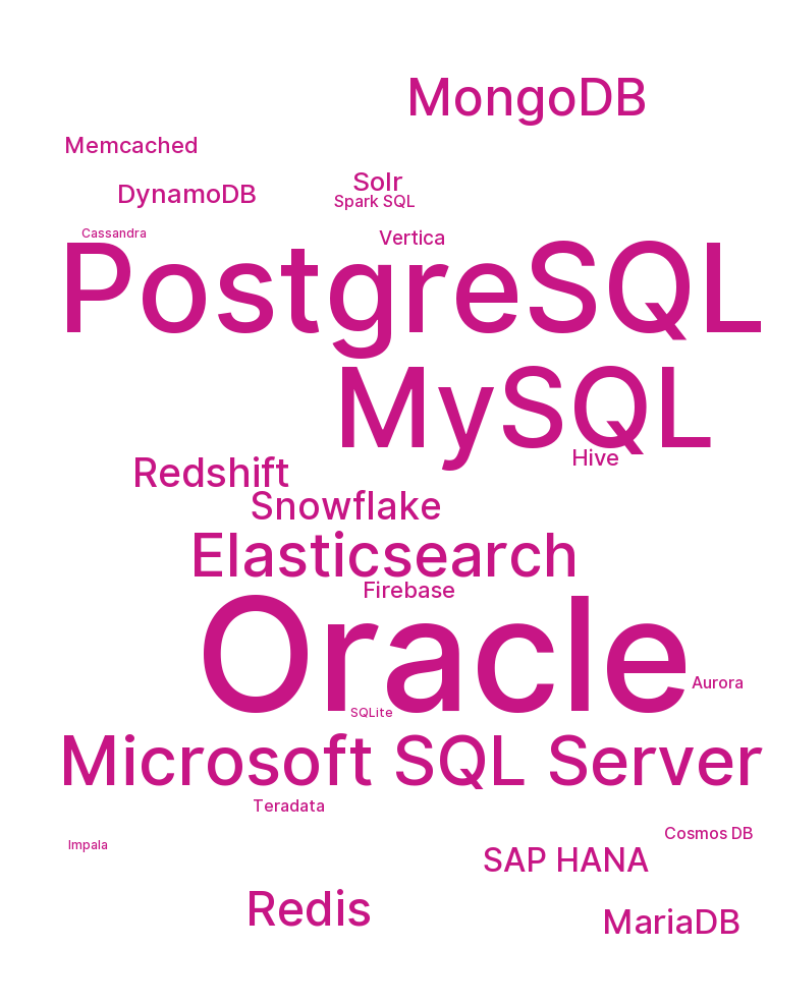 MongoDB
Memcached
Solr
DynamoDB
Spark SQL
Cassandra
Vertica
PostgreSQL
MySQL
Hive
Redshift
Snowflake
Elasticsearch
Firebase
Oracle
Aurora
SQLite
Microsoft SQL Server
Teradata
Cosmos DB
Impala
SAP HANA
Redis
MariaDB